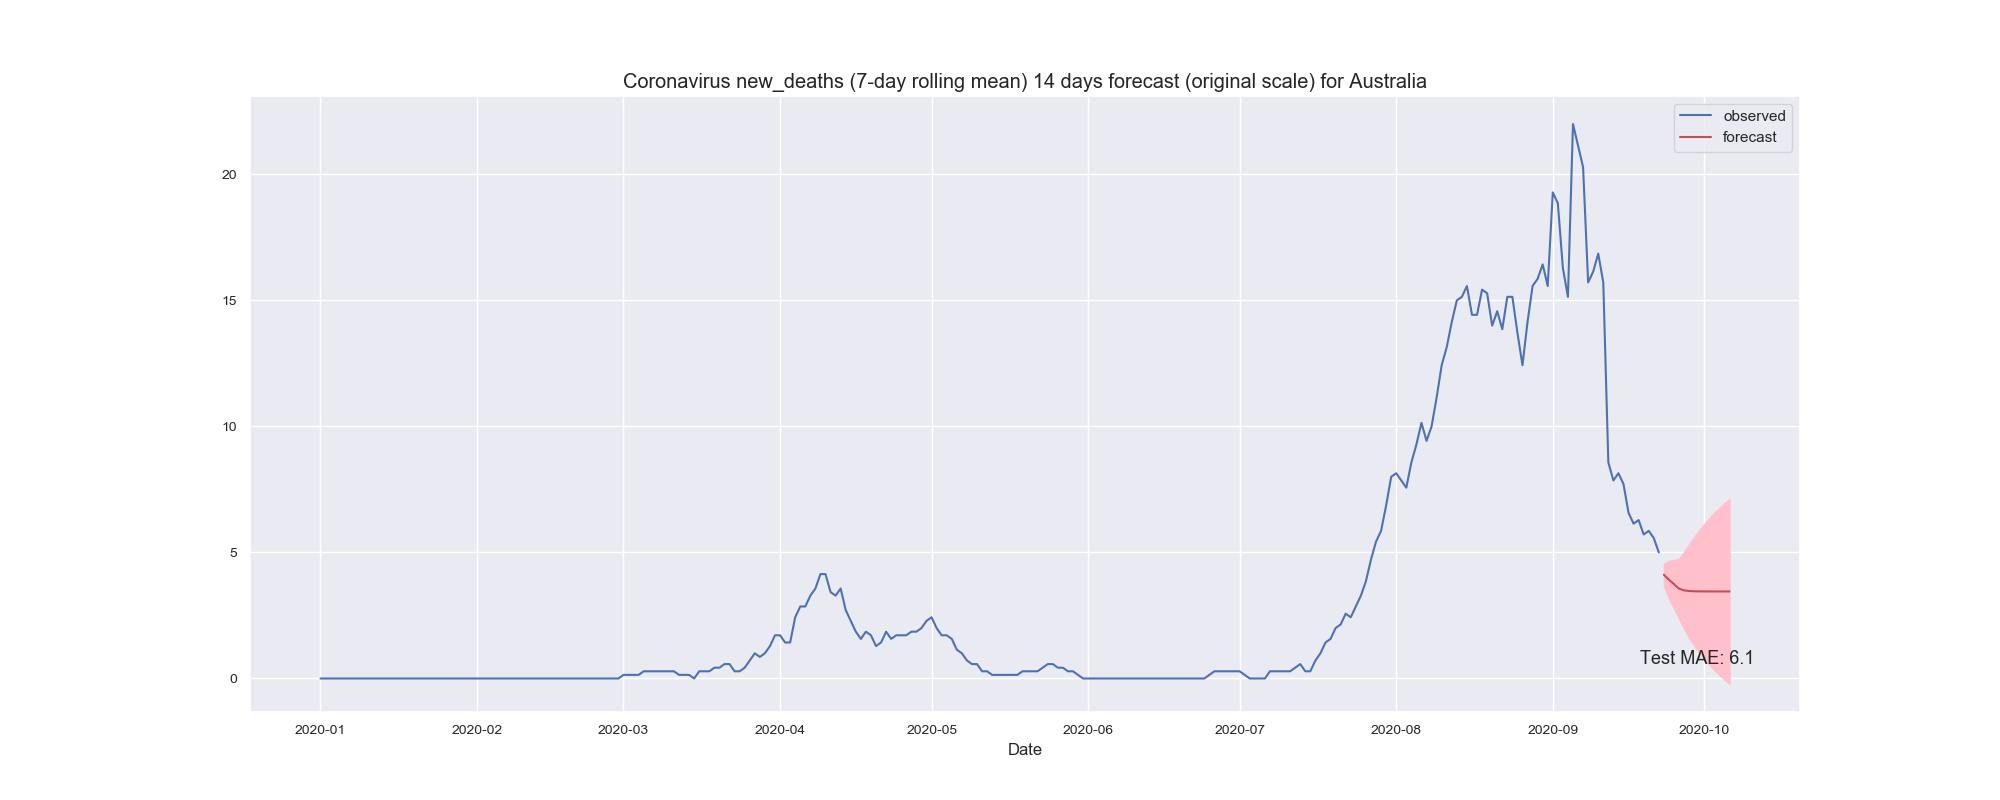 Coronavirus new_deaths (7-day rolling mean) 14 days forecast (original scale) for Australia
observed
forecast
20
15
10
5
0
Test MAE: 6.1
2020-01 2020-02 2020-03 2020-04 2020-05 2020-06 2020-07 2020-08 2020-09 2020-10
Date